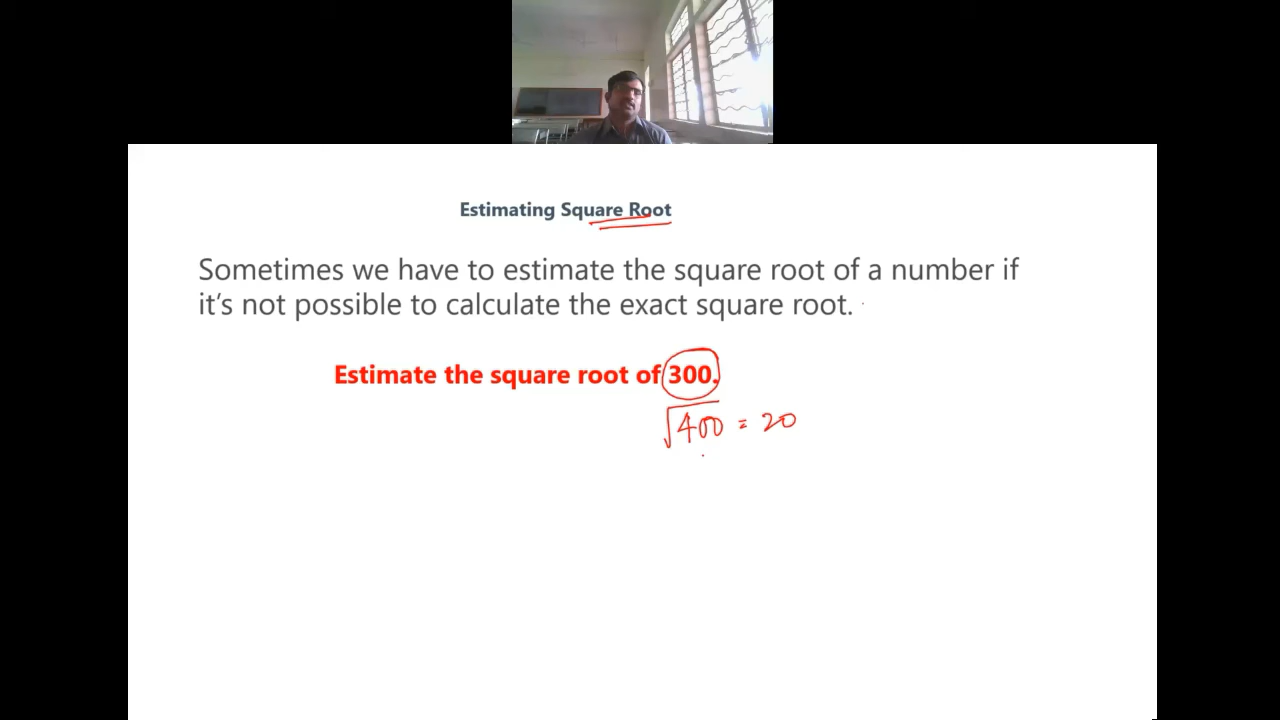 Estimating Square Root
Sometimes we have to estimate the square root of a number if
it's not possible to calculate the exact square root.
Estimate the square root of 300.
√400 = 20